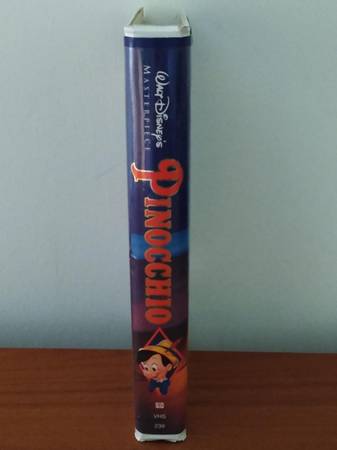 Walt Disney's
MASTERPIECE
PINOCCHIO
VHS
239